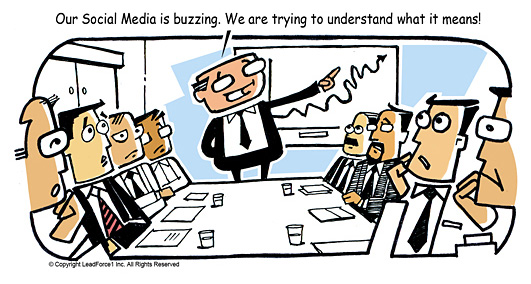 Our Social Media is buzzing. We are trying to understand what it means!
© Copyright LeadForce1 Inc. All Rights Reserved